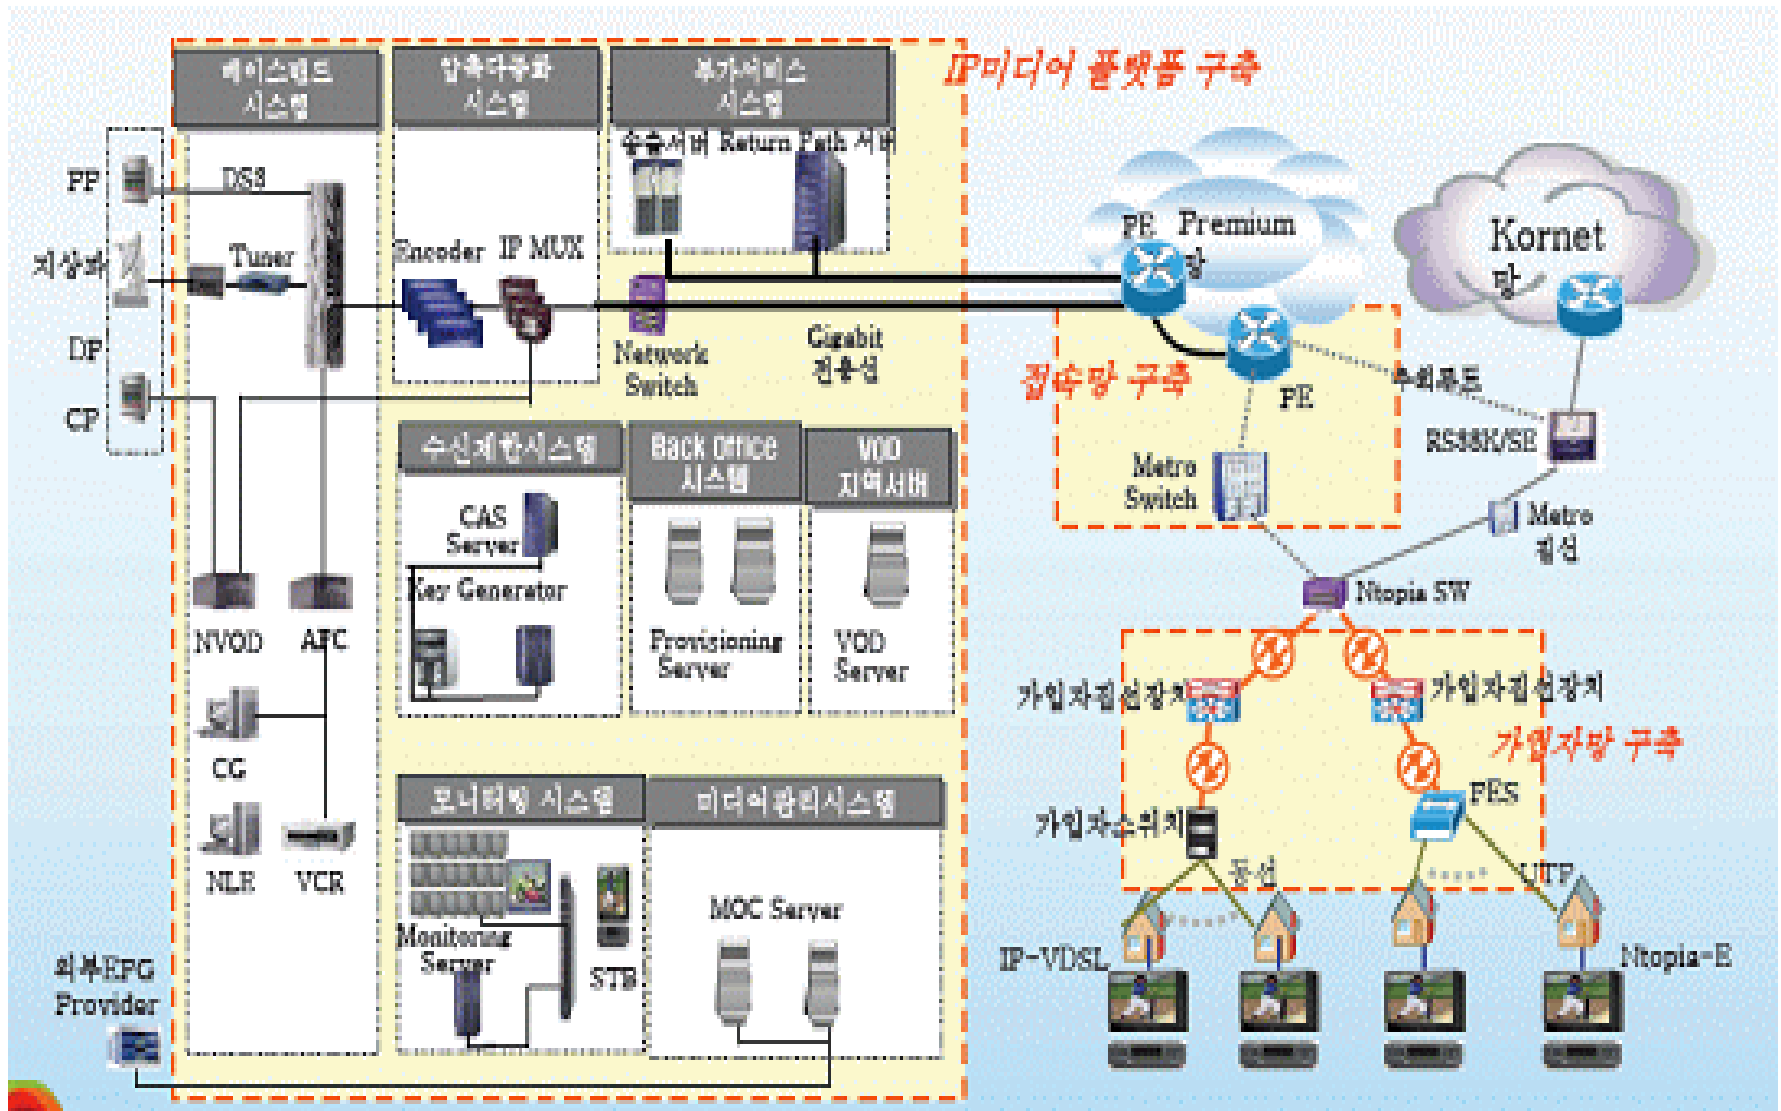 베이스밴드
시스템
압축다중화
시스템
부가서비스
시스템
IP미디어 플랫폼 구축
송출서버 Return Path 서버
PP
DS3
지상파
Tuner
Encoder
IP MUX
DP
CP
Network
Switch
Gigabit
전용선
PE
Premium
망
Kornet
망
접속망 구축
우회루트
PE
RS38K/SE
Metro
Switch
Metro
집선
Ntopia SW
수신제한시스템
Back Office
시스템
VOD
지역서버
CAS
Server
Key Generator
Provisioning
Server
VOD
Server
NVOD
CG
NLE
VCR
가입자집선장치
가입자집선장치
가입자망 구축
가입자스위치
FES
동선
UTP
IP-VDSL
Ntopia-E
모니터링 시스템
미디어관리시스템
Monitoring
Server
STB
MOC Server
외부EPG
Provider